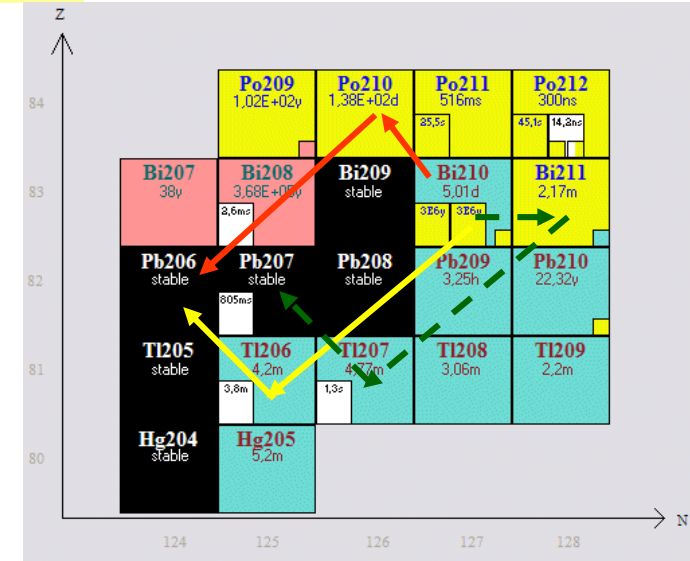 Z
84
Po209
1,02E+02y
Po210
1,38E+02d
Po211
516ms
25,5s
Po212
300ns
45,1s
14,2ns
83
Bi207
38y
Bi208
3,68E+05y
2,6ms
Bi209
stable
Bi210
5,01d
3E6y
3E6y
Bi211
2,17m
82
Pb206
stable
Pb207
stable
805ms
Pb208
stable
Pb209
3,25h
Pb210
22,32y
81
Tl205
stable
Tl206
4,2m
3,8m
Tl207
4,77m
1,3s
Tl208
3,06m
Tl209
2,2m
80
Hg204
stable
Hg205
5,2m
N
124
125
126
127
128